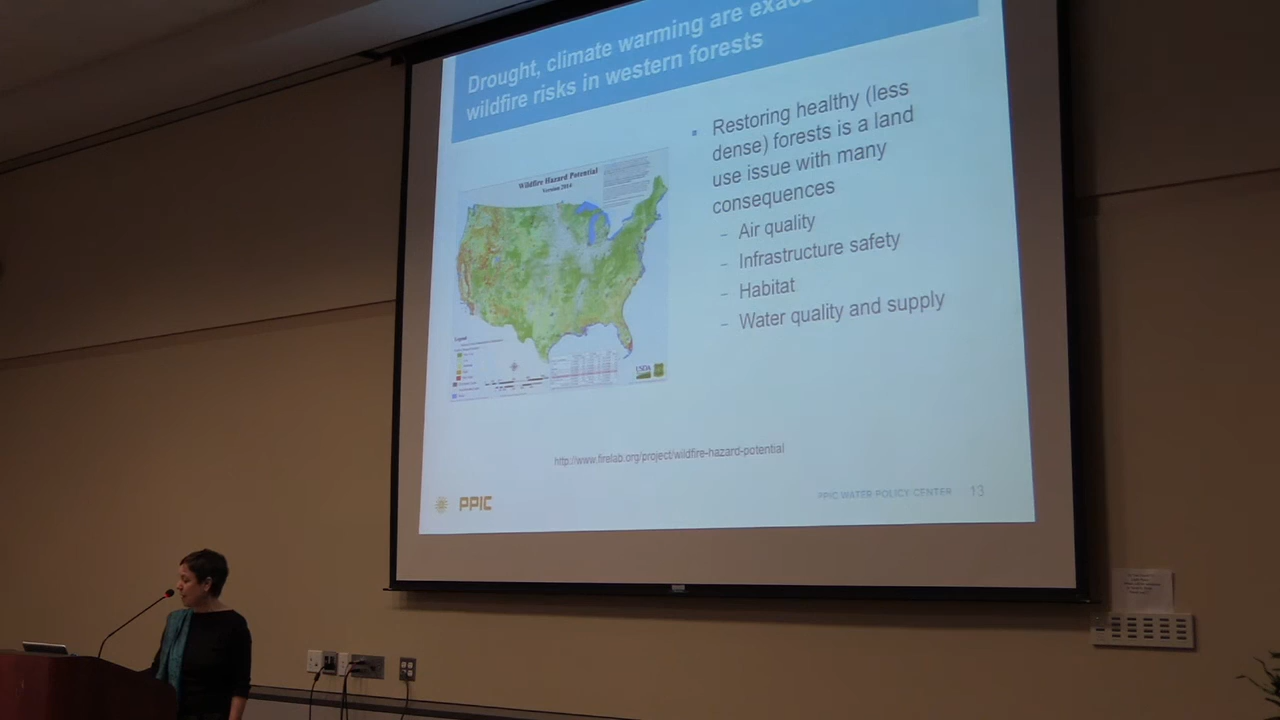 Drought, climate warming are
wildfire risks in western forests
Restoring healthy (less
dense) forests is a land
use issue with many
consequences
– Air quality
– Infrastructure safety
– Habitat
– Water quality and supply
Wildfire Hazard Potential
Version 2014
Legend
USDA
http://www.firelab.org/project/wildfire-hazard-potential
PPIC
PPIC WATER POLICY CENTER 13